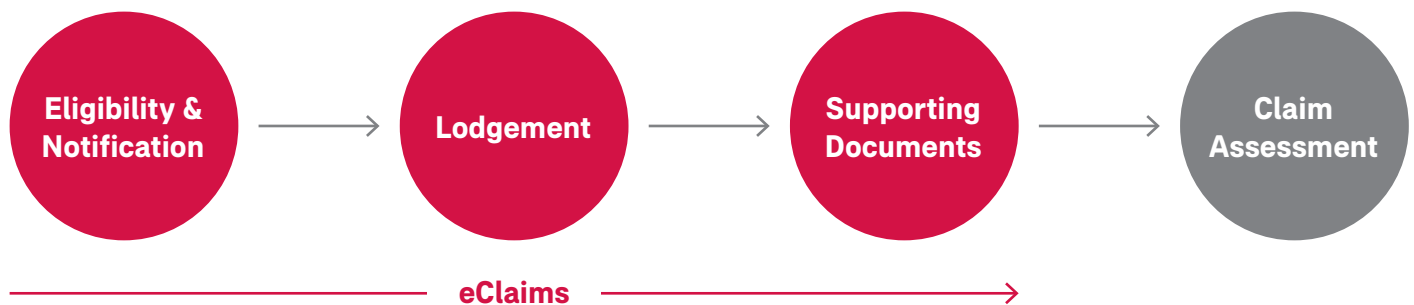 Eligibility &
Notification
Lodgement
Supporting
Documents
Claim
Assessment
eClaims